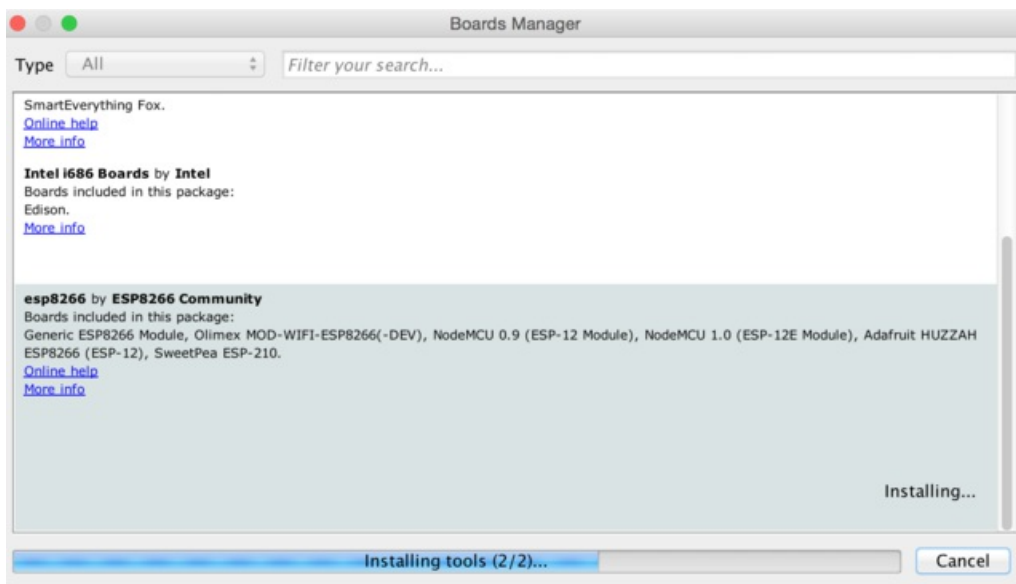 Boards Manager
Type All Filter your search...
SmartEverything Fox.
Online help
More info
Intel i686 Boards by Intel
Boards included in this package:
Edison.
More info
esp8266 by ESP8266 Community
Boards included in this package:
Generic ESP8266 Module, Olimex MOD-WIFI-ESP8266(-DEV), NodeMCU 0.9 (ESP-12 Module), NodeMCU 1.0 (ESP-12E Module), Adafruit HUZZAH
ESP8266 (ESP-12), SweetPea ESP-210.
Online help
More info
Installing...
Installing tools (2/2)... Cancel